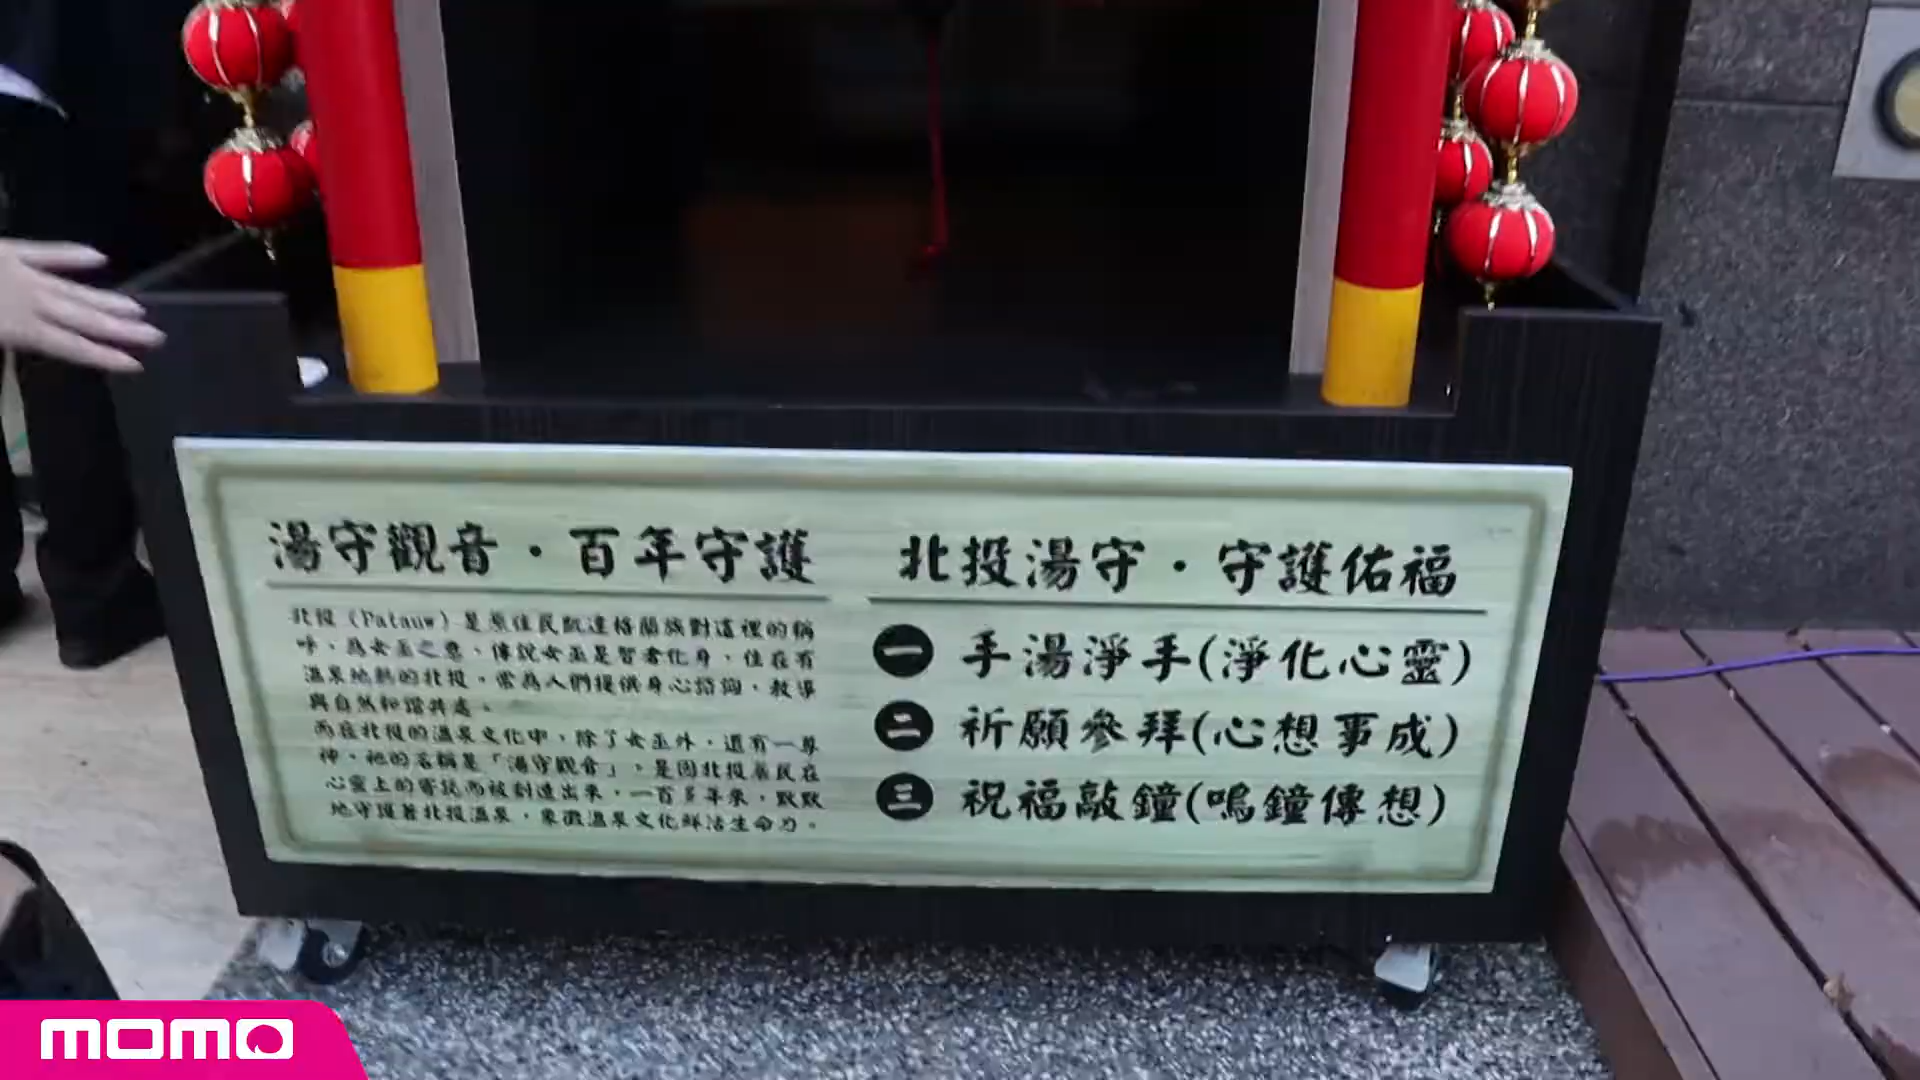 湯守觀音・百年守護
北投（Patauw）是原住民凱達格蘭族對這裡的稱
呼，為女巫之意，傳說女巫是智者化身，住在有
溫泉地熱的北投，常為人們提供身心諮詢，教導
與自然和諧共處。
而在北投的溫泉文化中，除了女巫外，還有一尊
神，祂的名稱是「湯守觀音」，是因北投居民在
心靈上的寄託而被創造出來，一百多年來，默默
地守護著北投溫泉，象徵溫泉文化鮮活生命力。
北投湯守・守護佑福
一 手湯淨手(淨化心靈)
二 祈願參拜(心想事成)
三 祝福敲鐘(鳴鐘傳想)
momo